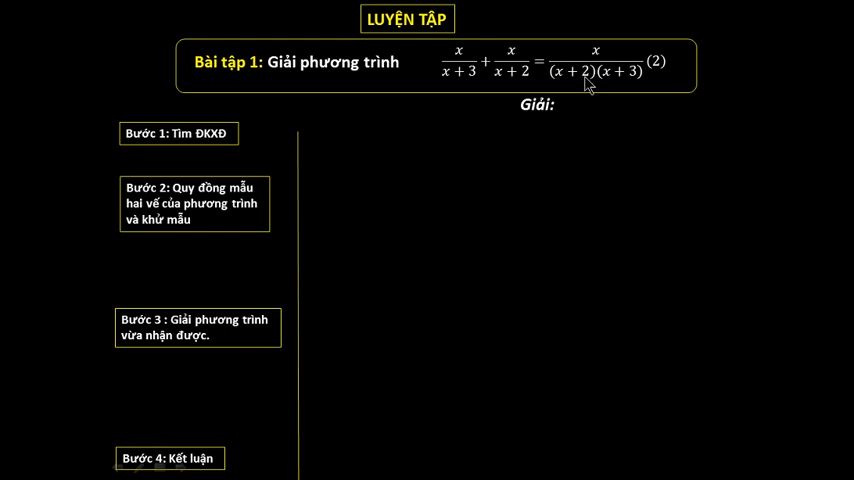 LUYỆN TẬP
Bài tập 1: Giải phương trình x/(x + 3) + x/(x + 2) = x/((x + 2)(x + 3)) (2)
Giải:
Bước 1: Tìm ĐKXĐ
Bước 2: Quy đồng mẫu
hai vế của phương trình
và khử mẫu
Bước 3 : Giải phương trình
vừa nhận được.
Bước 4: Kết luận